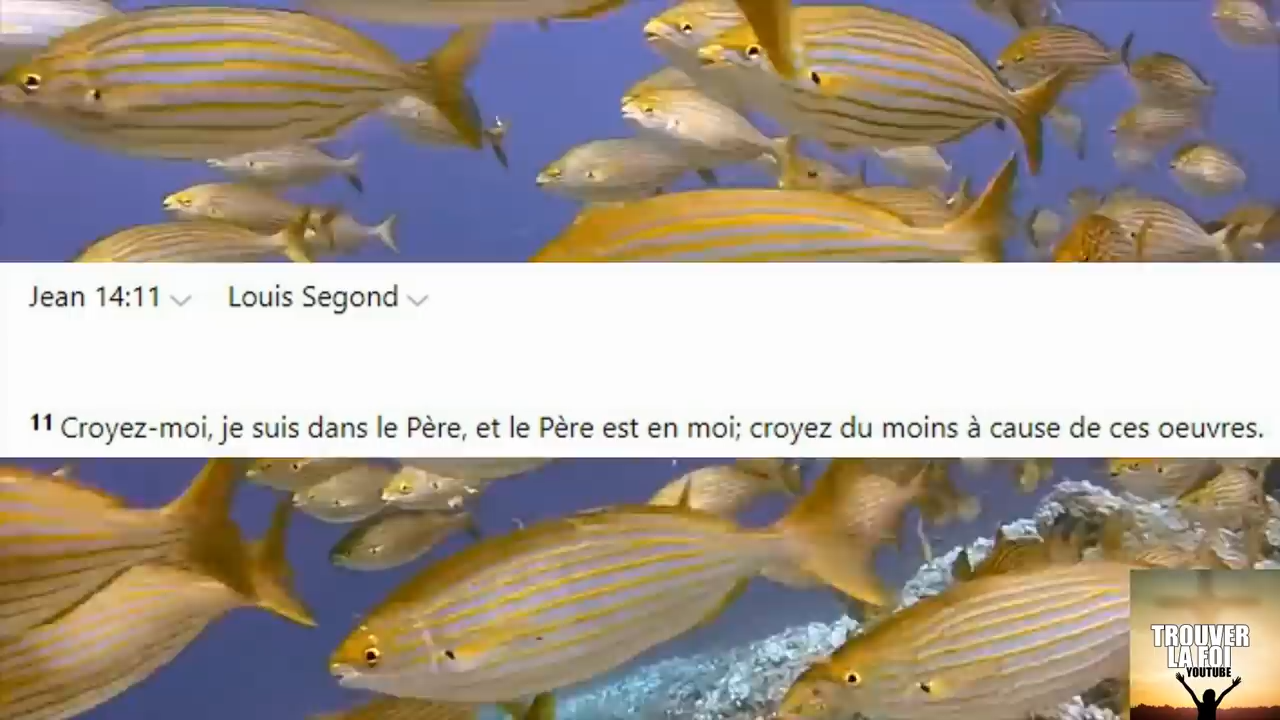 Jean 14:11 Louis Segond
11 Croyez-moi, je suis dans le Père, et le Père est en moi; croyez du moins à cause de ces oeuvres.
TROUVER
LA FOI
YOUTUBE